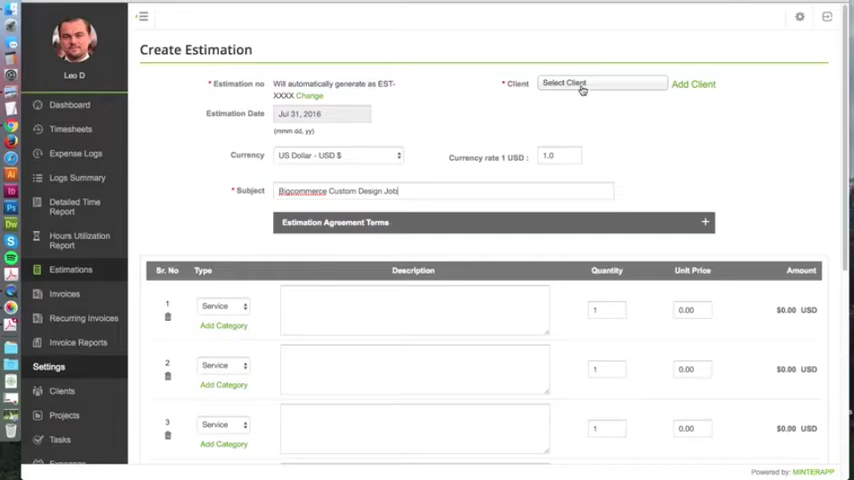 Create Estimation
Leo D
Dashboard
Timesheets
Expense Logs
Logs Summary
Detailed Time
Report
Hours Utilization
Report
Estimations
Invoices
Recurring Invoices
Invoice Reports
Settings
Clients
Projects
Tasks
* Estimation no
Will automatically generate as EST-
XXXX Change
* Client
Select Client
Add Client
Estimation Date
Jul 31, 2016
(mmm dd, yy)
Currency
US Dollar - USD $
Currency rate 1 USD :
1.0
* Subject
Bigcommerce Custom Design Job
Estimation Agreement Terms
+
Sr. No Type Description Quantity Unit Price Amount
1 Service 1 0.00 $0.00 USD
Add Category
2 Service 1 0.00 $0.00 USD
Add Category
3 Service 1 0.00 $0.00 USD
Add Category
Powered by: MINTERAPP